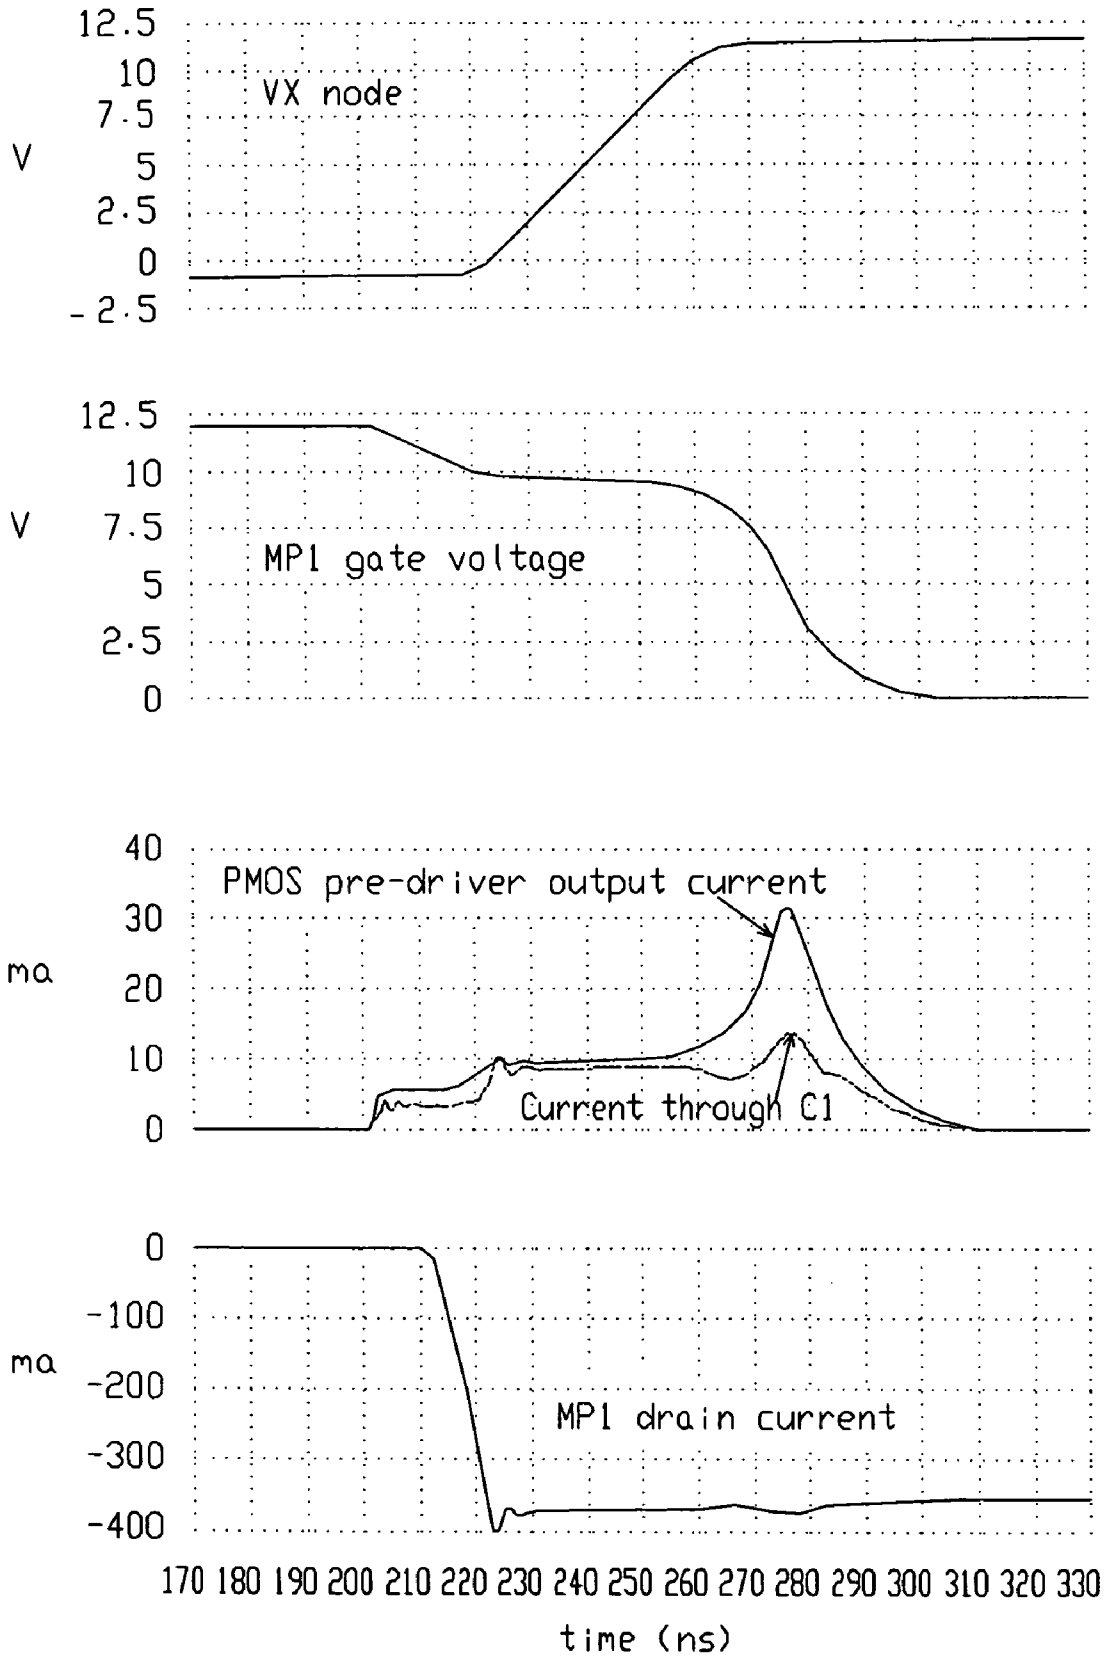 12.5
10
VX node
7.5
V
5
2.5
0
-2.5
12.5
10
V
7.5
MP1 gate voltage
5
2.5
0
40
PMOS pre-driver output current
30
ma
20
10
Current through C1
0
0
-100
ma
-200
MP1 drain current
-300
-400
170 180 190 200 210 220 230 240 250 260 270 280 290 300 310 320 330
time (ns)